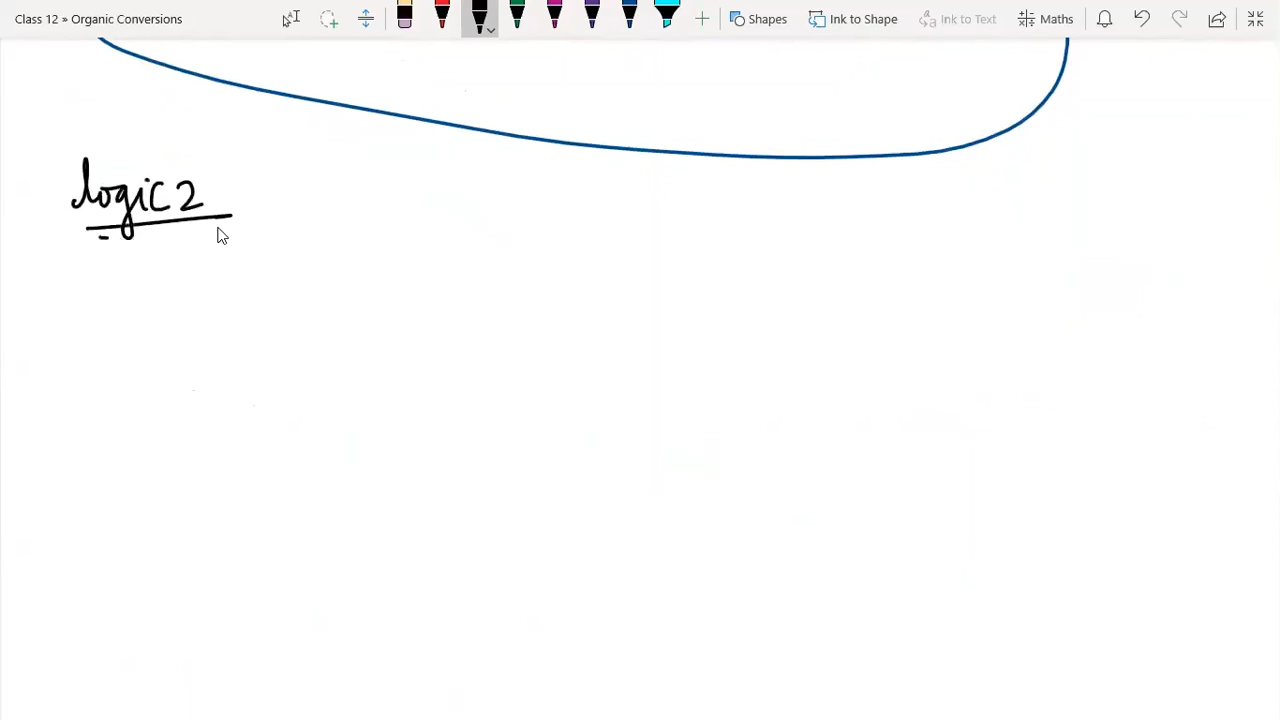 Class 12 » Organic Conversions
Shapes
Ink to Shape
Ink to Text
Maths
logic 2